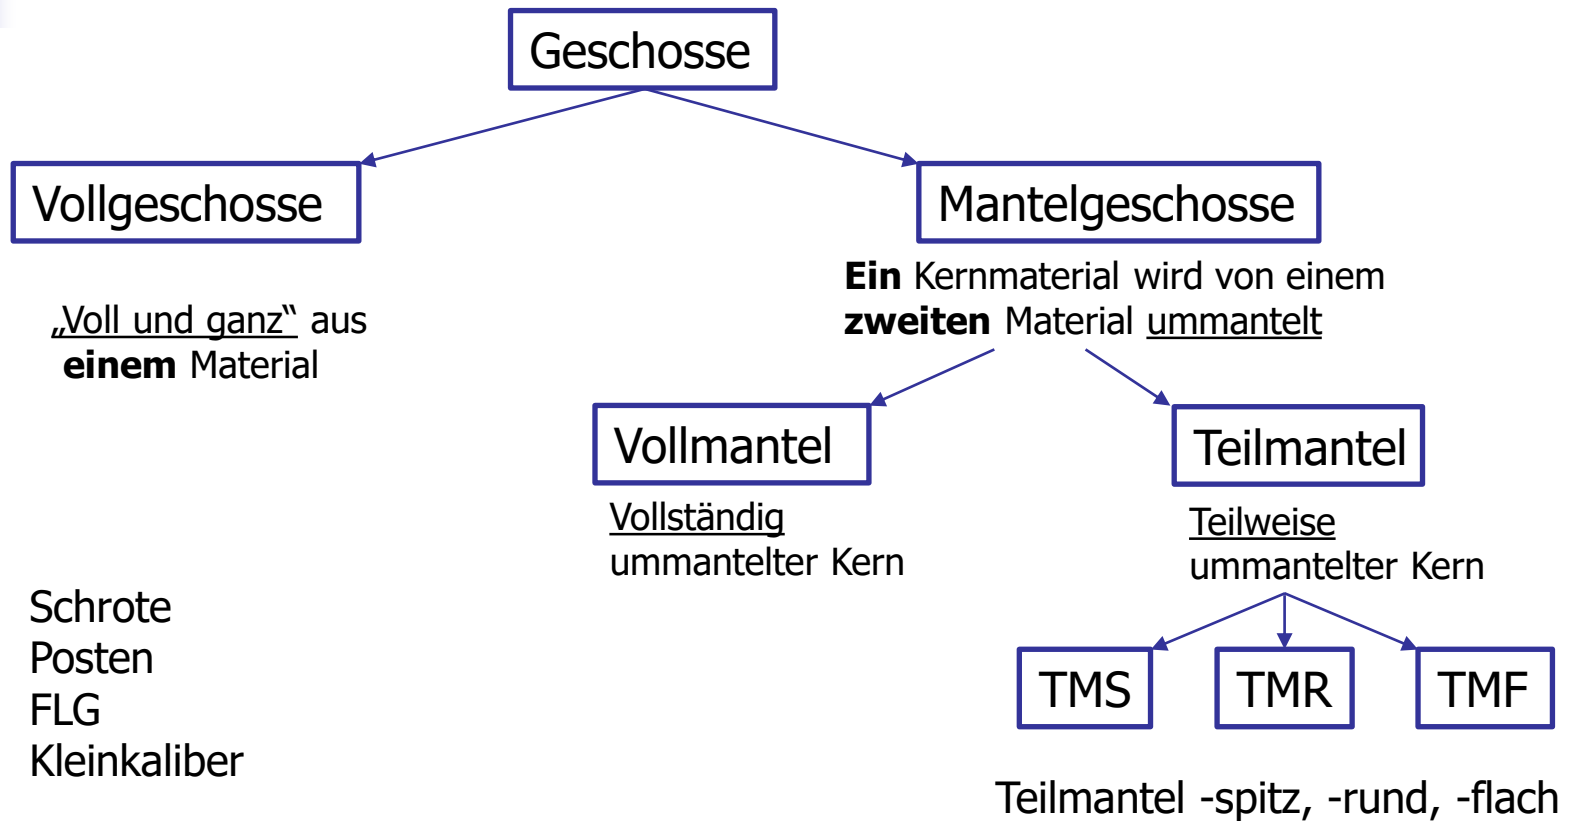 Geschosse
Vollgeschosse
Mantelgeschosse
„Voll und ganz“ aus
einem Material
Ein Kernmaterial wird von einem
zweiten Material ummantelt
Vollmantel
Teilmantel
Vollständig
ummantelter Kern
Teilweise
ummantelter Kern
Schrote
Posten
FLG
Kleinkaliber
TMS
TMR
TMF
Teilmantel -spitz, -rund, -flach